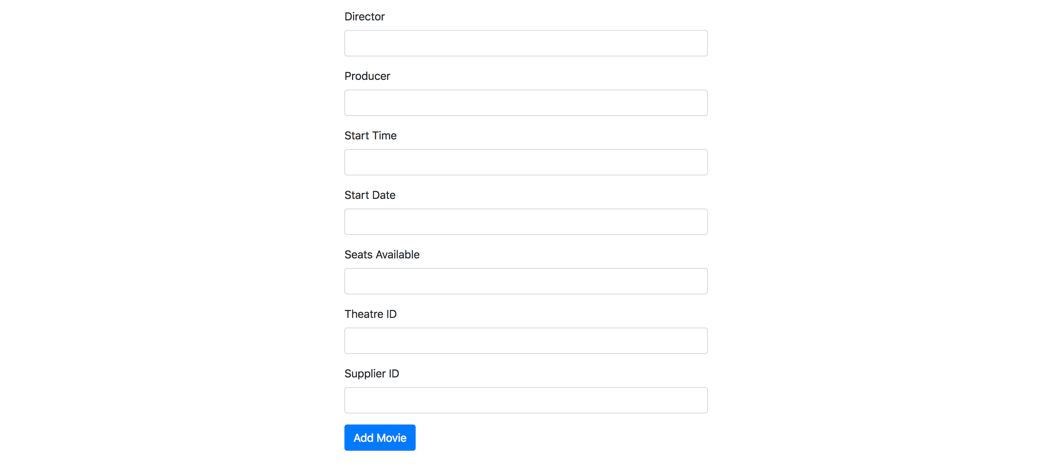 Director
Producer
Start Time
Start Date
Seats Available
Theatre ID
Supplier ID
Add Movie